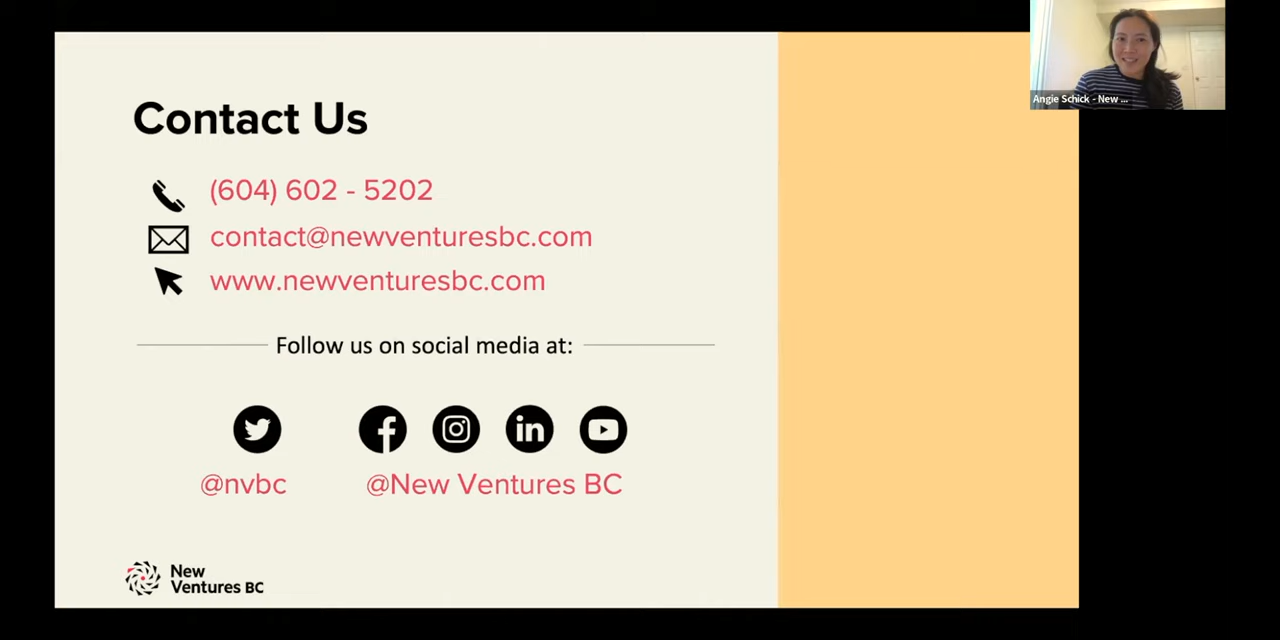 Contact Us
(604) 602 - 5202
contact@newventuresbc.com
www.newventuresbc.com
Follow us on social media at:
@nvbc
@New Ventures BC
New
Ventures BC
Angie Schick - New ...